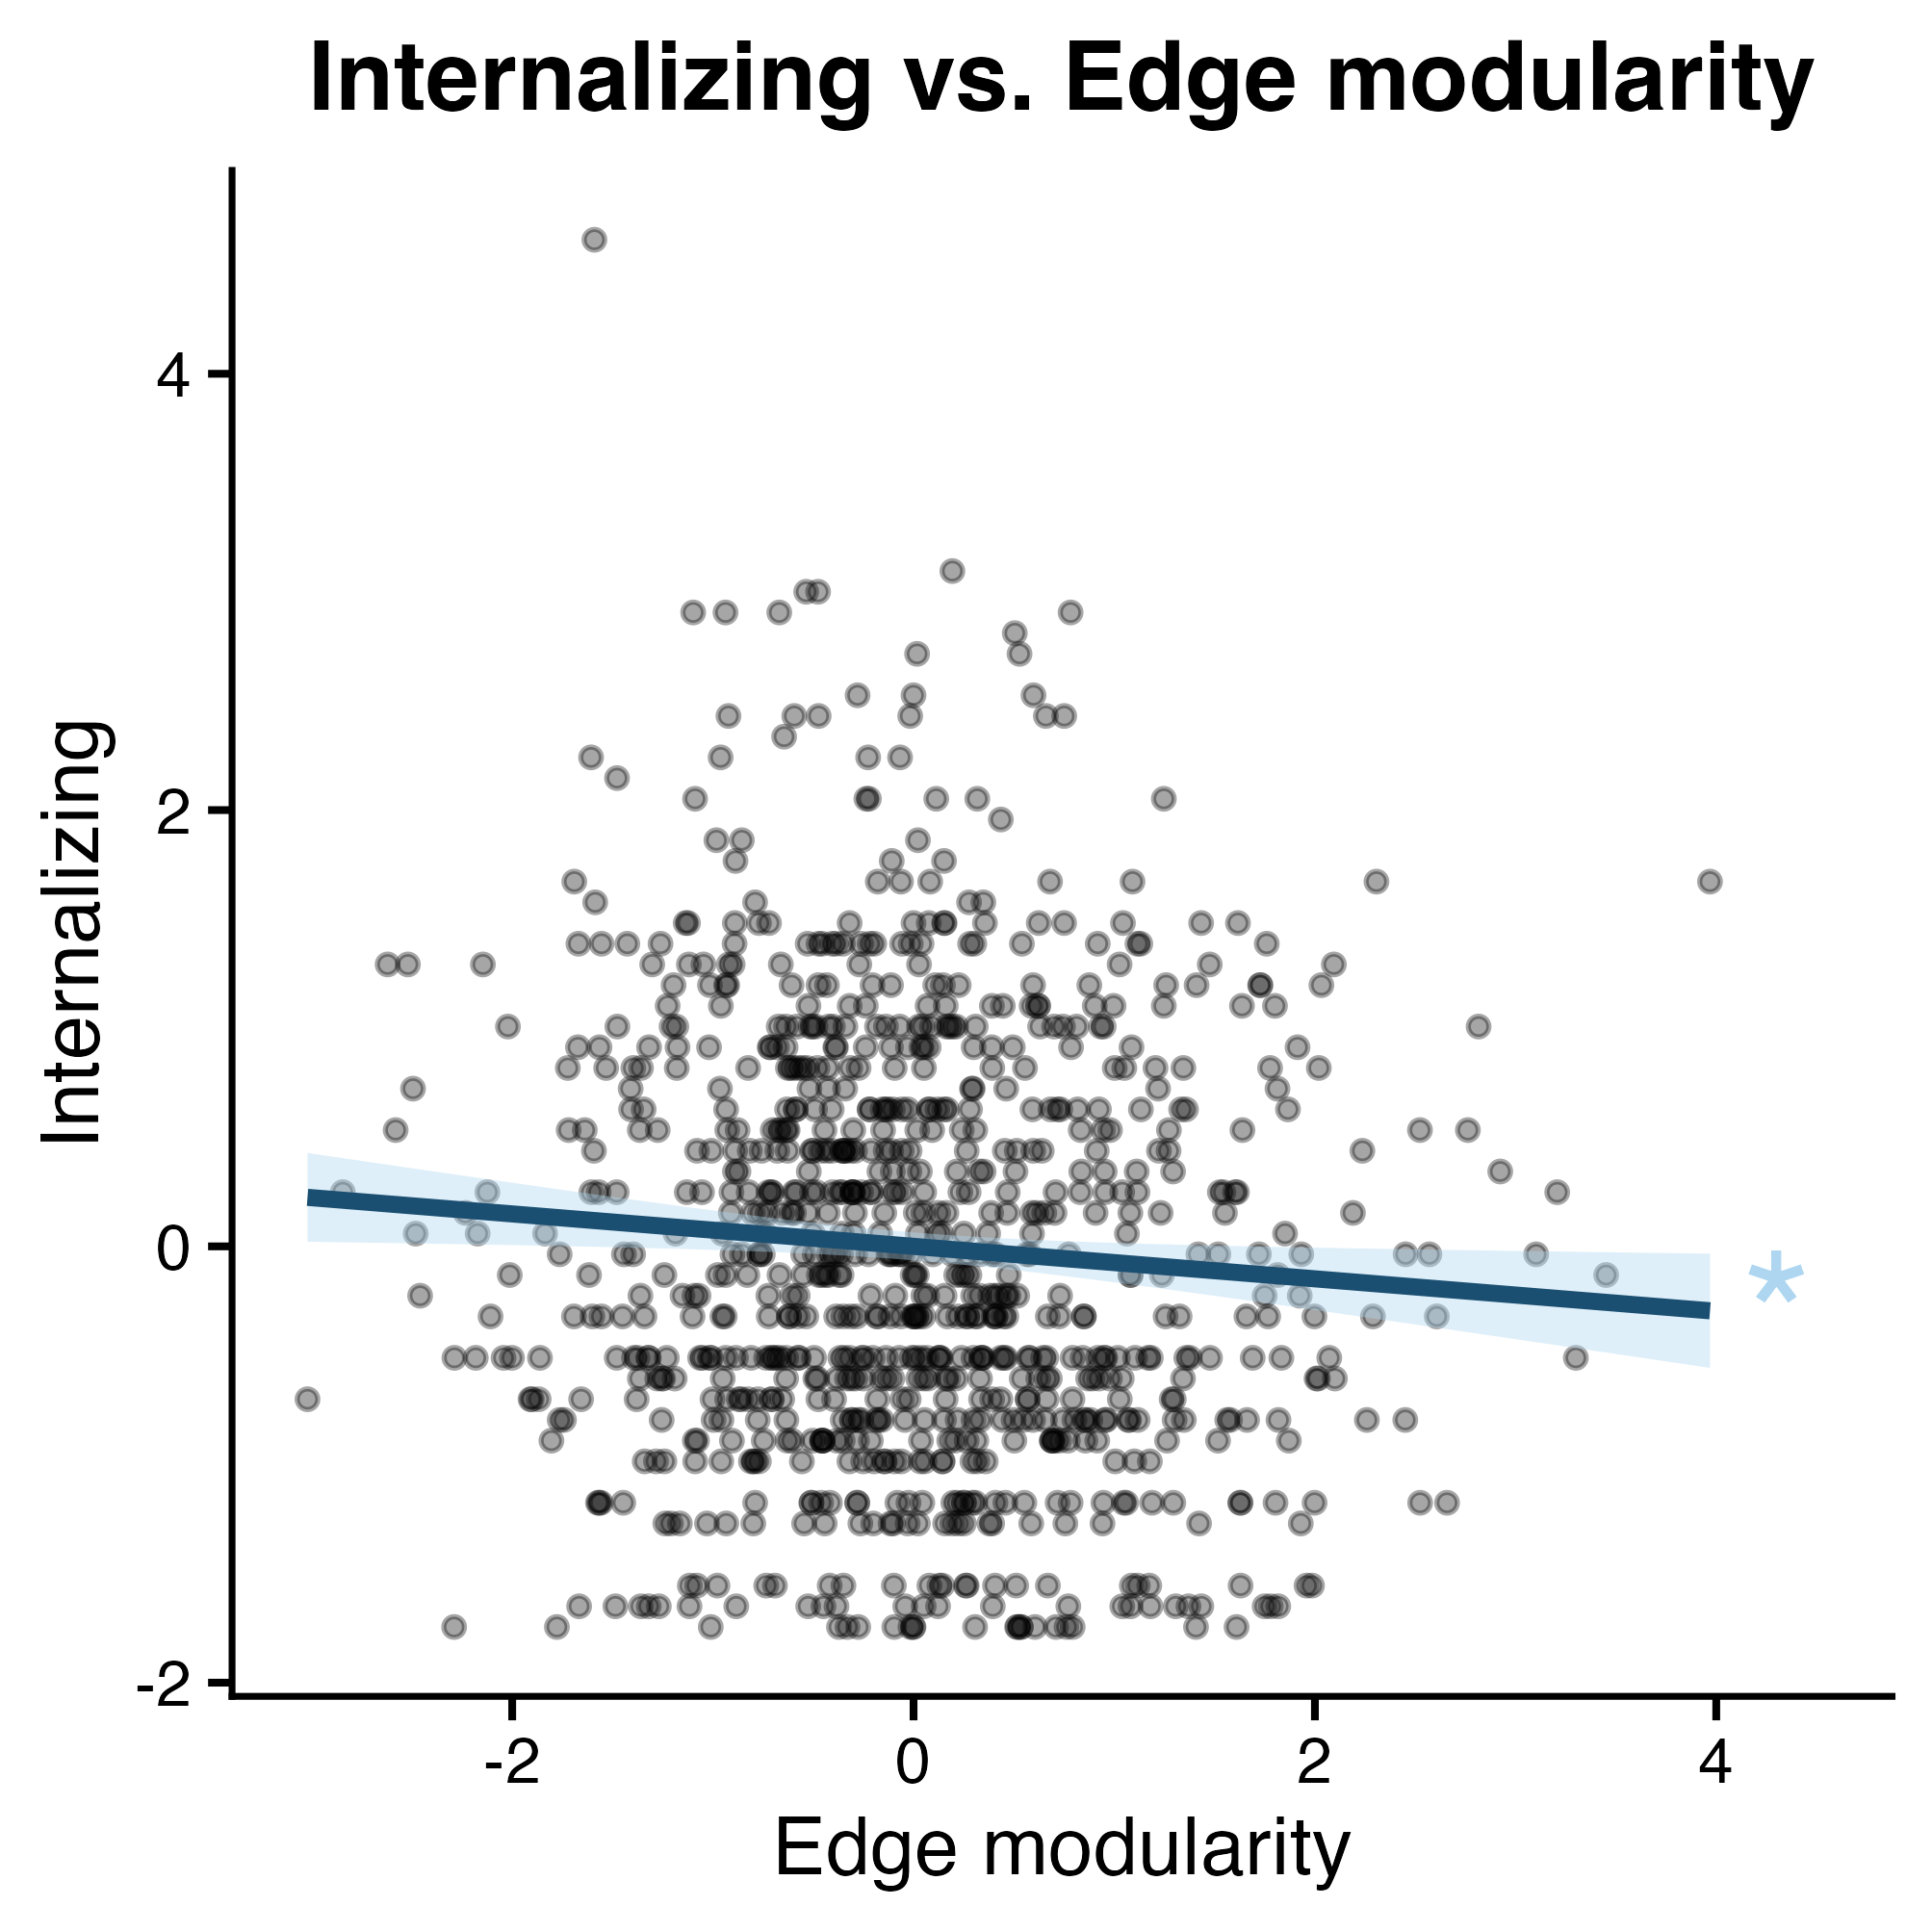 Internalizing vs. Edge modularity
Internalizing
4
2
0
-2
*
-2 0 2 4
Edge modularity